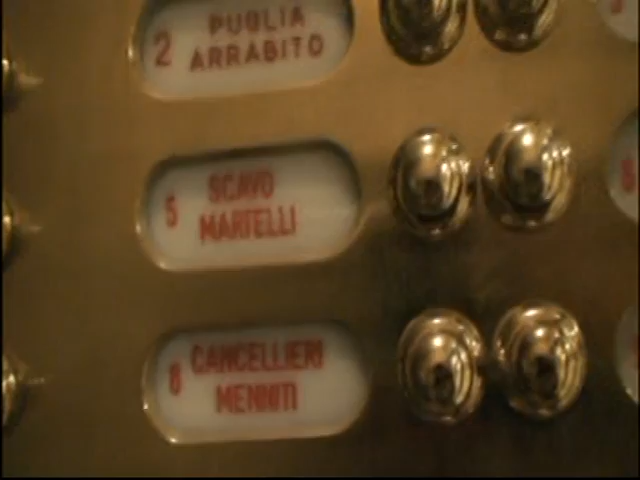 2 PUGLIA
ARRABITO
5 SCAVO
MARTELLI
8 CANCELLIERI
MENNITI